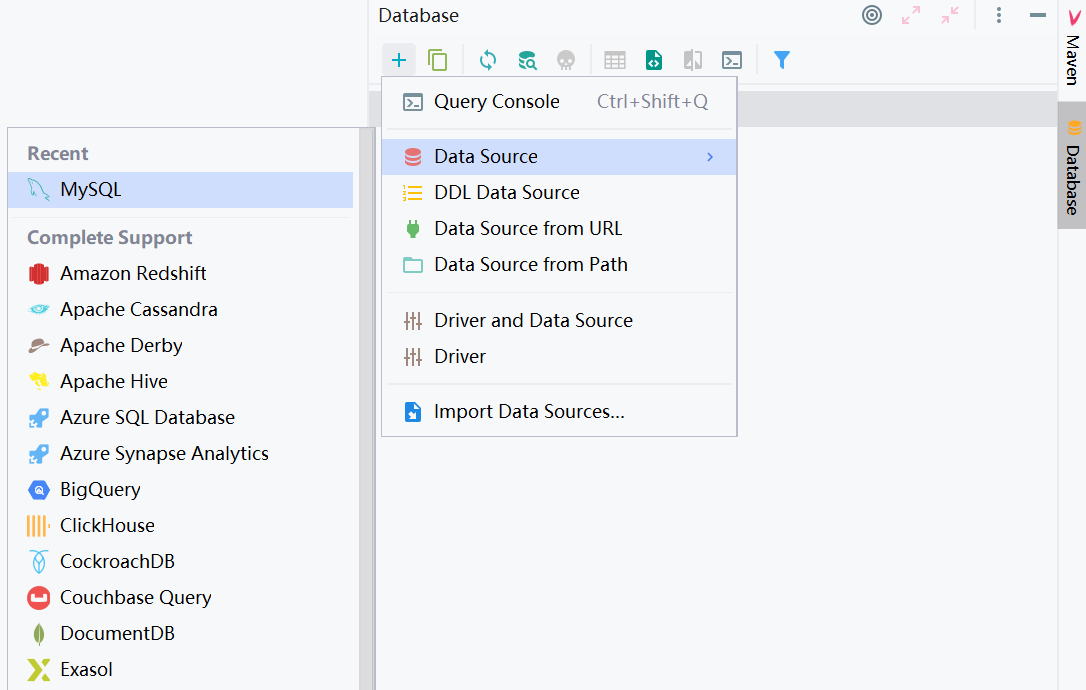 Database
Query Console Ctrl+Shift+Q
Data Source
DDL Data Source
Data Source from URL
Data Source from Path
Driver and Data Source
Driver
Import Data Sources...
Recent
MySQL
Complete Support
Amazon Redshift
Apache Cassandra
Apache Derby
Apache Hive
Azure SQL Database
Azure Synapse Analytics
BigQuery
ClickHouse
CockroachDB
Couchbase Query
DocumentDB
Exasol
Maven
Database